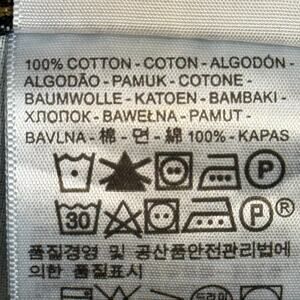 100% COTTON - COTON - ALGODÓN -
ALGODÃO - PAMUK - COTONE -
BAUMWOLLE - KATOEN - BAMBAKI -
ХЛОПОК - BAWEŁNA - PAMUT -
BAVLNA - 棉 - 면 - 綿 100% - KAPAS
P
30 P®
품질경영 및 공산품안전관리법에
의한 품질표시